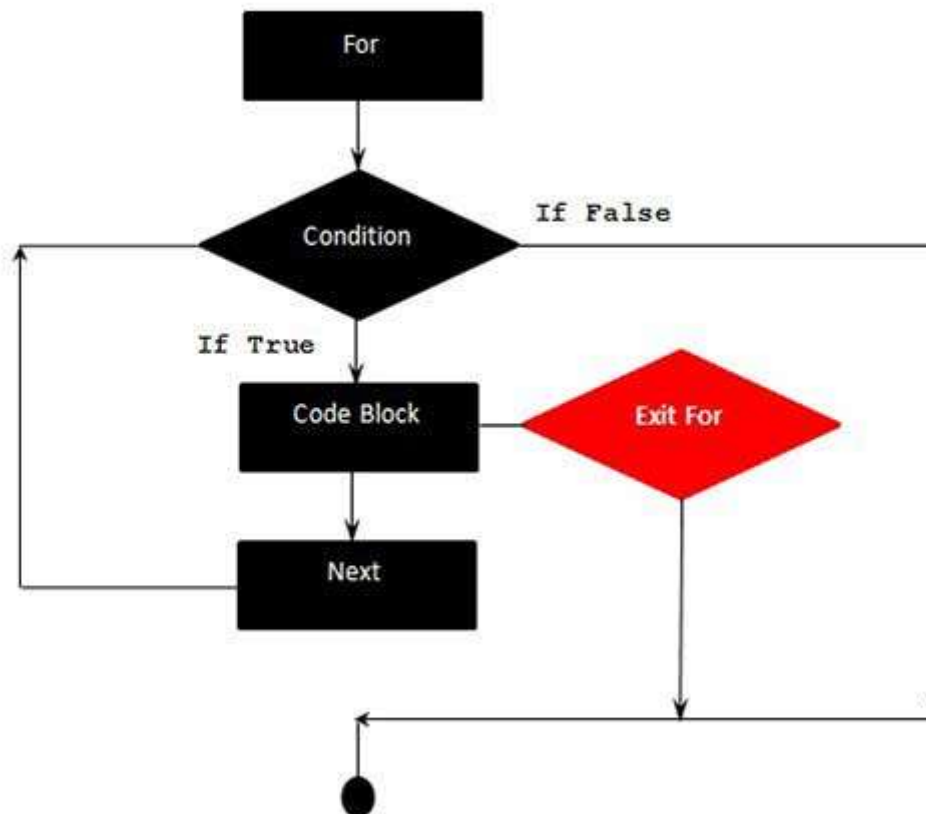 For
Condition
If False
If True
Code Block
Exit For
Next